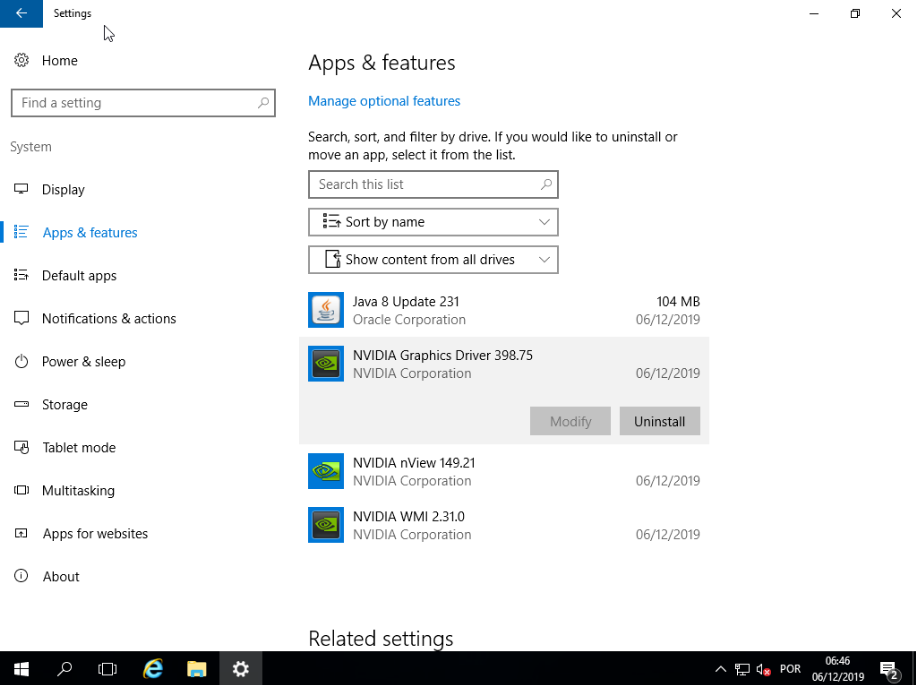 Settings
Home
Find a setting
System
Display
Apps & features
Default apps
Notifications & actions
Power & sleep
Storage
Tablet mode
Multitasking
Apps for websites
About
Apps & features
Manage optional features
Search, sort, and filter by drive. If you would like to uninstall or
move an app, select it from the list.
Search this list
Sort by name
Show content from all drives
Java 8 Update 231 104 MB
Oracle Corporation 06/12/2019
NVIDIA Graphics Driver 398.75
NVIDIA Corporation 06/12/2019
Modify Uninstall
NVIDIA nView 149.21
NVIDIA Corporation 06/12/2019
NVIDIA WMI 2.31.0
NVIDIA Corporation 06/12/2019
Related settings
POR
06:46
06/12/2019
2